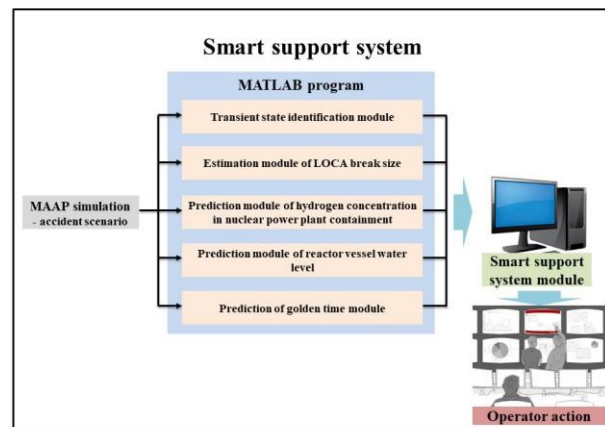 Smart support system
MATLAB program
Transient state identification module
Estimation module of LOCA break size
MAAP simulation
- accident scenario
Prediction module of hydrogen concentration
in nuclear power plant containment
Prediction module of reactor vessel water
level
Prediction of golden time module
Smart support
system module
Operator action